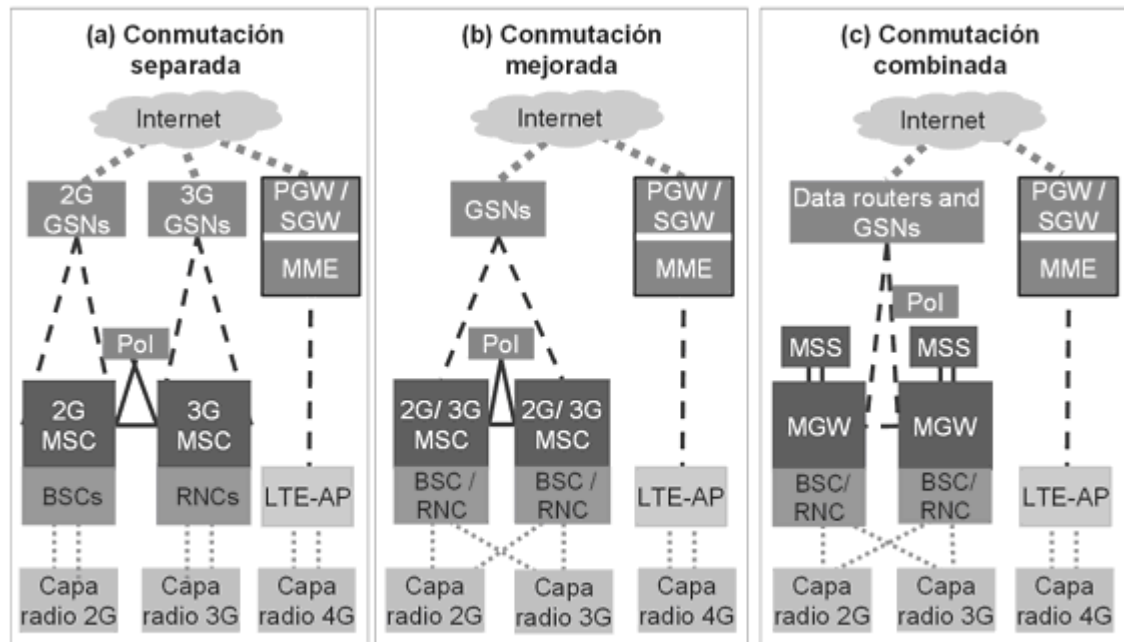 (a) Conmutación
separada
Internet
2G
GSNs
3G
GSNs
PGW /
SGW
MME
PoI
2G
MSC
3G
MSC
BSCs
RNCs
LTE-AP
Capa
radio 2G
Capa
radio 3G
Capa
radio 4G
(b) Conmutación
mejorada
Internet
GSNs
PGW /
SGW
MME
PoI
2G/ 3G
MSC
2G/ 3G
MSC
BSC /
RNC
BSC /
RNC
LTE-AP
Capa
radio 2G
Capa
radio 3G
Capa
radio 4G
(c) Conmutación
combinada
Internet
Data routers and
GSNs
PGW /
SGW
MME
PoI
MSS
MSS
MGW
MGW
BSC/
RNC
BSC/
RNC
LTE-AP
Capa
radio 2G
Capa
radio 3G
Capa
radio 4G